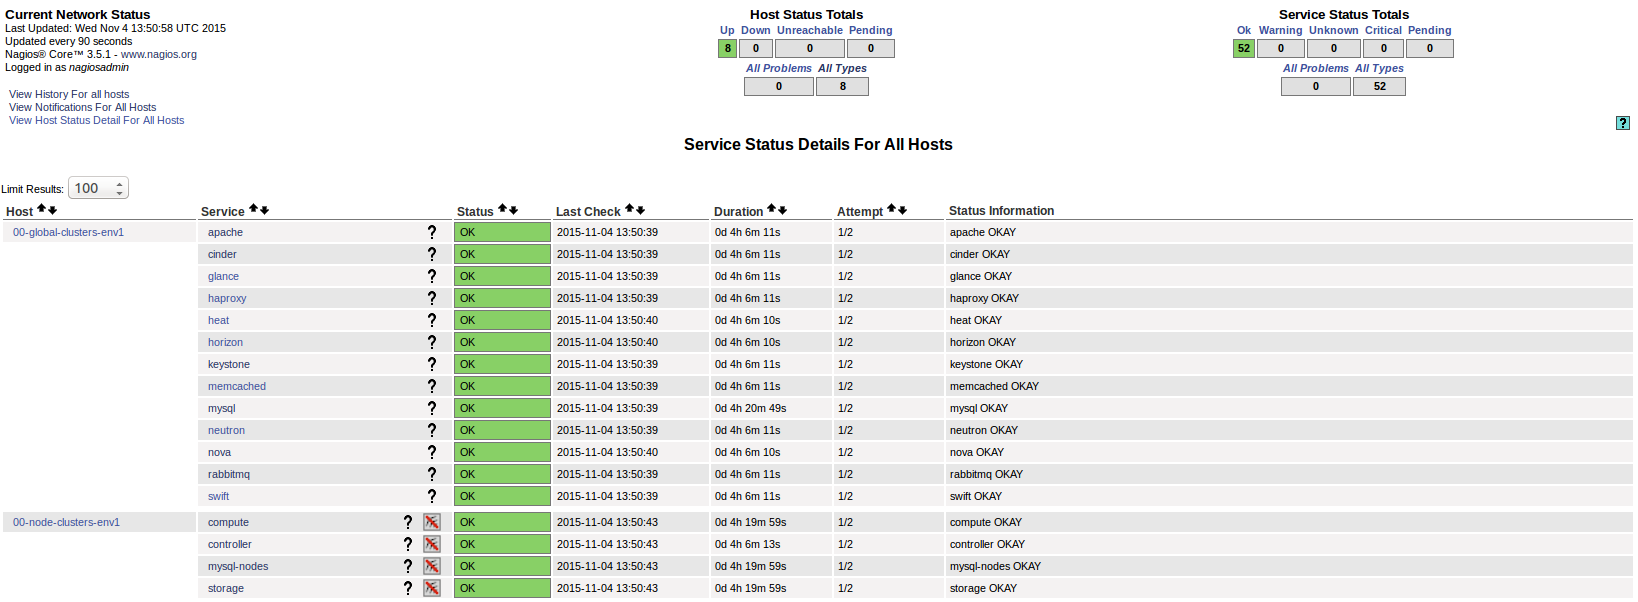 Current Network Status
Last Updated: Wed Nov 4 13:50:58 UTC 2015
Updated every 90 seconds
Nagios® Core™ 3.5.1 - www.nagios.org
Logged in as nagiosadmin
View History For all hosts
View Notifications For All Hosts
View Host Status Detail For All Hosts
Host Status Totals
Up Down Unreachable Pending
8 0 0 0
All Problems All Types
0 8
Service Status Totals
Ok Warning Unknown Critical Pending
52 0 0 0 0
All Problems All Types
0 52
?
Service Status Details For All Hosts
Limit Results: 100
Host Service Status Last Check Duration Attempt Status Information
00-global-clusters-env1 apache ? OK 2015-11-04 13:50:39 0d 4h 6m 11s 1/2 apache OKAY
cinder ? OK 2015-11-04 13:50:39 0d 4h 6m 11s 1/2 cinder OKAY
glance ? OK 2015-11-04 13:50:39 0d 4h 6m 11s 1/2 glance OKAY
haproxy ? OK 2015-11-04 13:50:39 0d 4h 6m 11s 1/2 haproxy OKAY
heat ? OK 2015-11-04 13:50:40 0d 4h 6m 10s 1/2 heat OKAY
horizon ? OK 2015-11-04 13:50:40 0d 4h 6m 10s 1/2 horizon OKAY
keystone ? OK 2015-11-04 13:50:39 0d 4h 6m 11s 1/2 keystone OKAY
memcached ? OK 2015-11-04 13:50:39 0d 4h 6m 11s 1/2 memcached OKAY
mysql ? OK 2015-11-04 13:50:39 0d 4h 20m 49s 1/2 mysql OKAY
neutron ? OK 2015-11-04 13:50:39 0d 4h 6m 11s 1/2 neutron OKAY
nova ? OK 2015-11-04 13:50:40 0d 4h 6m 10s 1/2 nova OKAY
rabbitmq ? OK 2015-11-04 13:50:39 0d 4h 6m 11s 1/2 rabbitmq OKAY
swift ? OK 2015-11-04 13:50:39 0d 4h 6m 11s 1/2 swift OKAY
00-node-clusters-env1 compute ? OK 2015-11-04 13:50:43 0d 4h 19m 59s 1/2 compute OKAY
controller ? OK 2015-11-04 13:50:43 0d 4h 6m 13s 1/2 controller OKAY
mysql-nodes ? OK 2015-11-04 13:50:43 0d 4h 19m 59s 1/2 mysql-nodes OKAY
storage ? OK 2015-11-04 13:50:43 0d 4h 19m 59s 1/2 storage OKAY